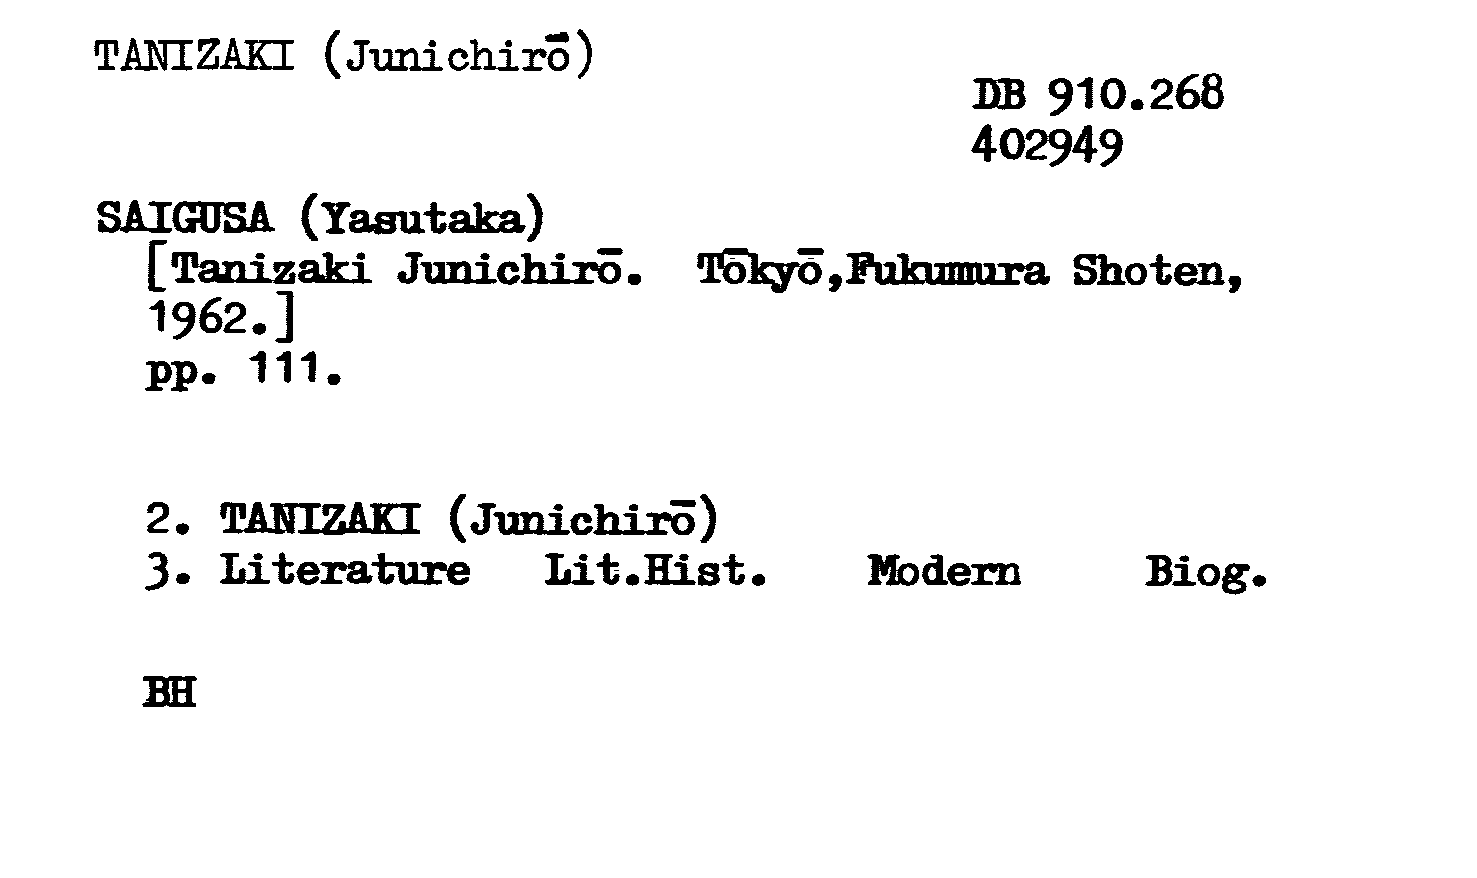 TANIZAKI (Junichirō)
DB 910.268
402949
SAIGUSA (Yasutaka)
[Tanizaki Junichirō. Tōkyō,Fukumura Shoten,
1962.]
pp. 111.
2. TANIZAKI (Junichirō)
3. Literature Lit.Hist. Modern Biog.
BH